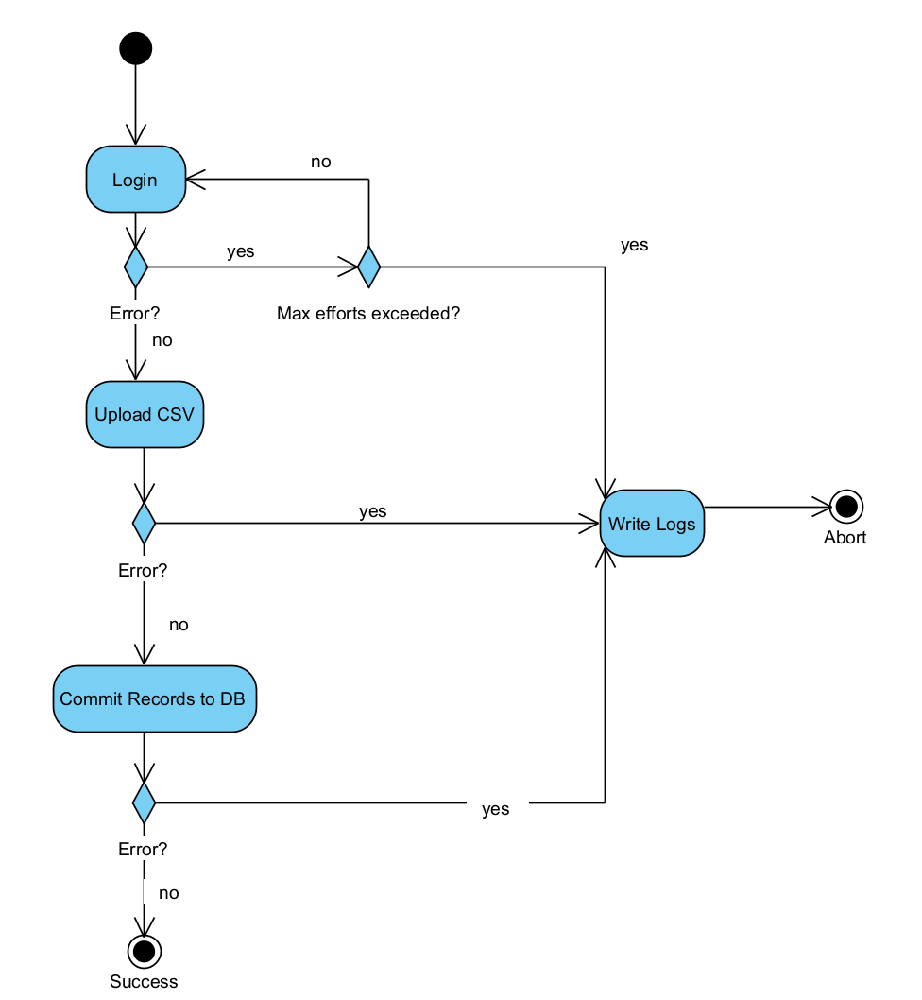 no
Login
yes
yes
Error?
Max efforts exceeded?
no
Upload CSV
yes
Write Logs
Abort
Error?
no
Commit Records to DB
yes
Error?
no
Success